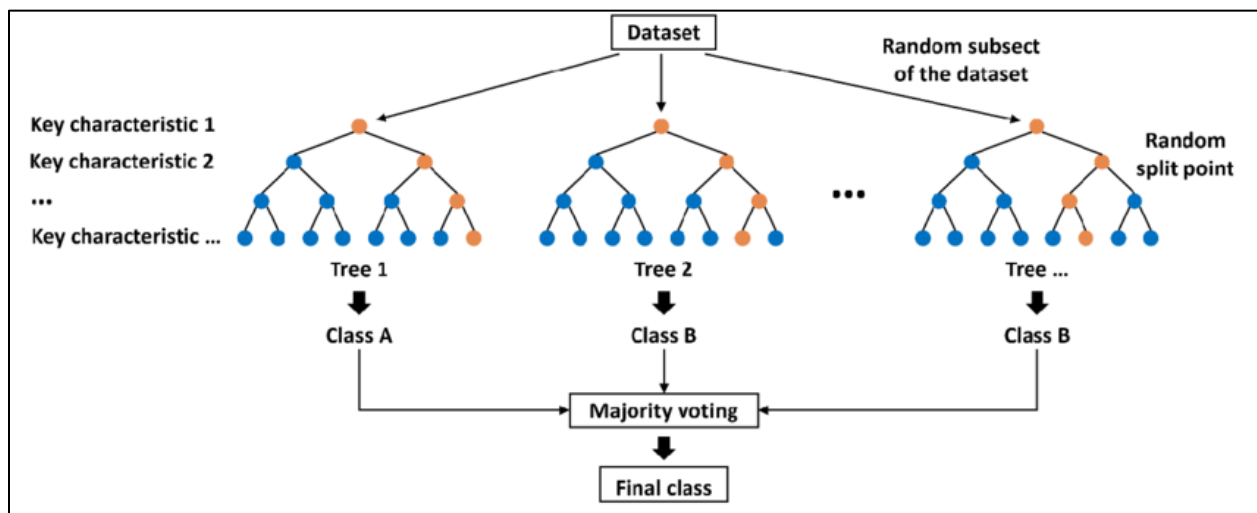 Dataset
Random subsect
of the dataset
Key characteristic 1
Key characteristic 2
Random
split point
...
...
Key characteristic ...
Tree 1
Tree 2
Tree ...
Class A
Class B
Class B
Majority voting
Final class